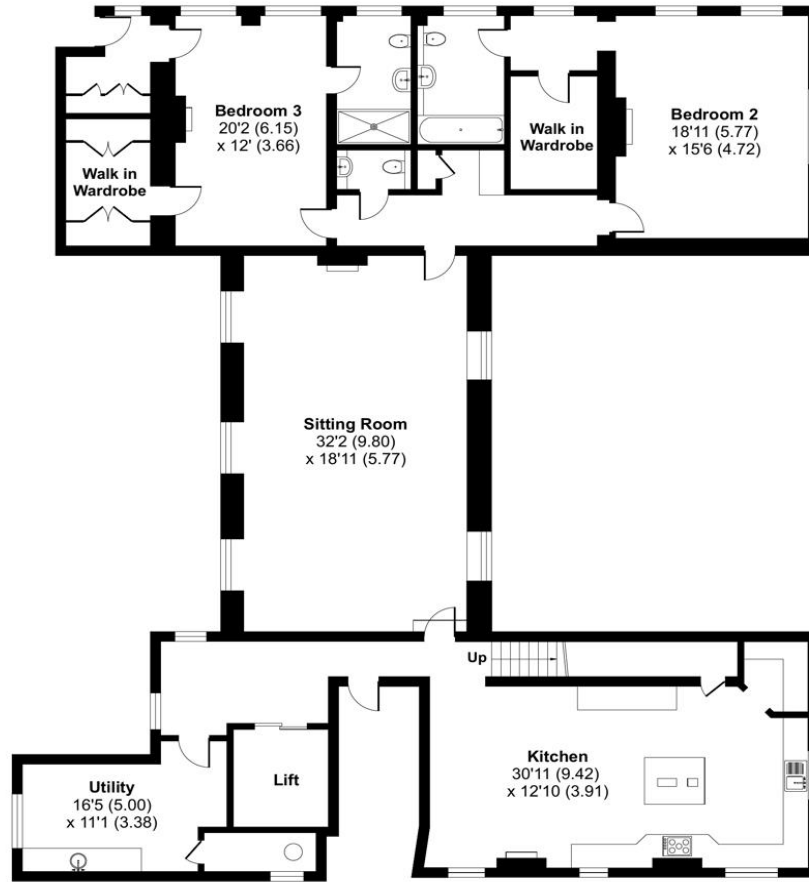 Bedroom 3
20'2 (6.15)
x 12' (3.66)
Bedroom 2
18'11 (5.77)
x 15'6 (4.72)
Walk in
Wardrobe
Walk in
Wardrobe
Sitting Room
32'2 (9.80)
x 18'11 (5.77)
Up
Kitchen
30'11 (9.42)
x 12'10 (3.91)
Lift
Utility
16'5 (5.00)
x 11'1 (3.38)